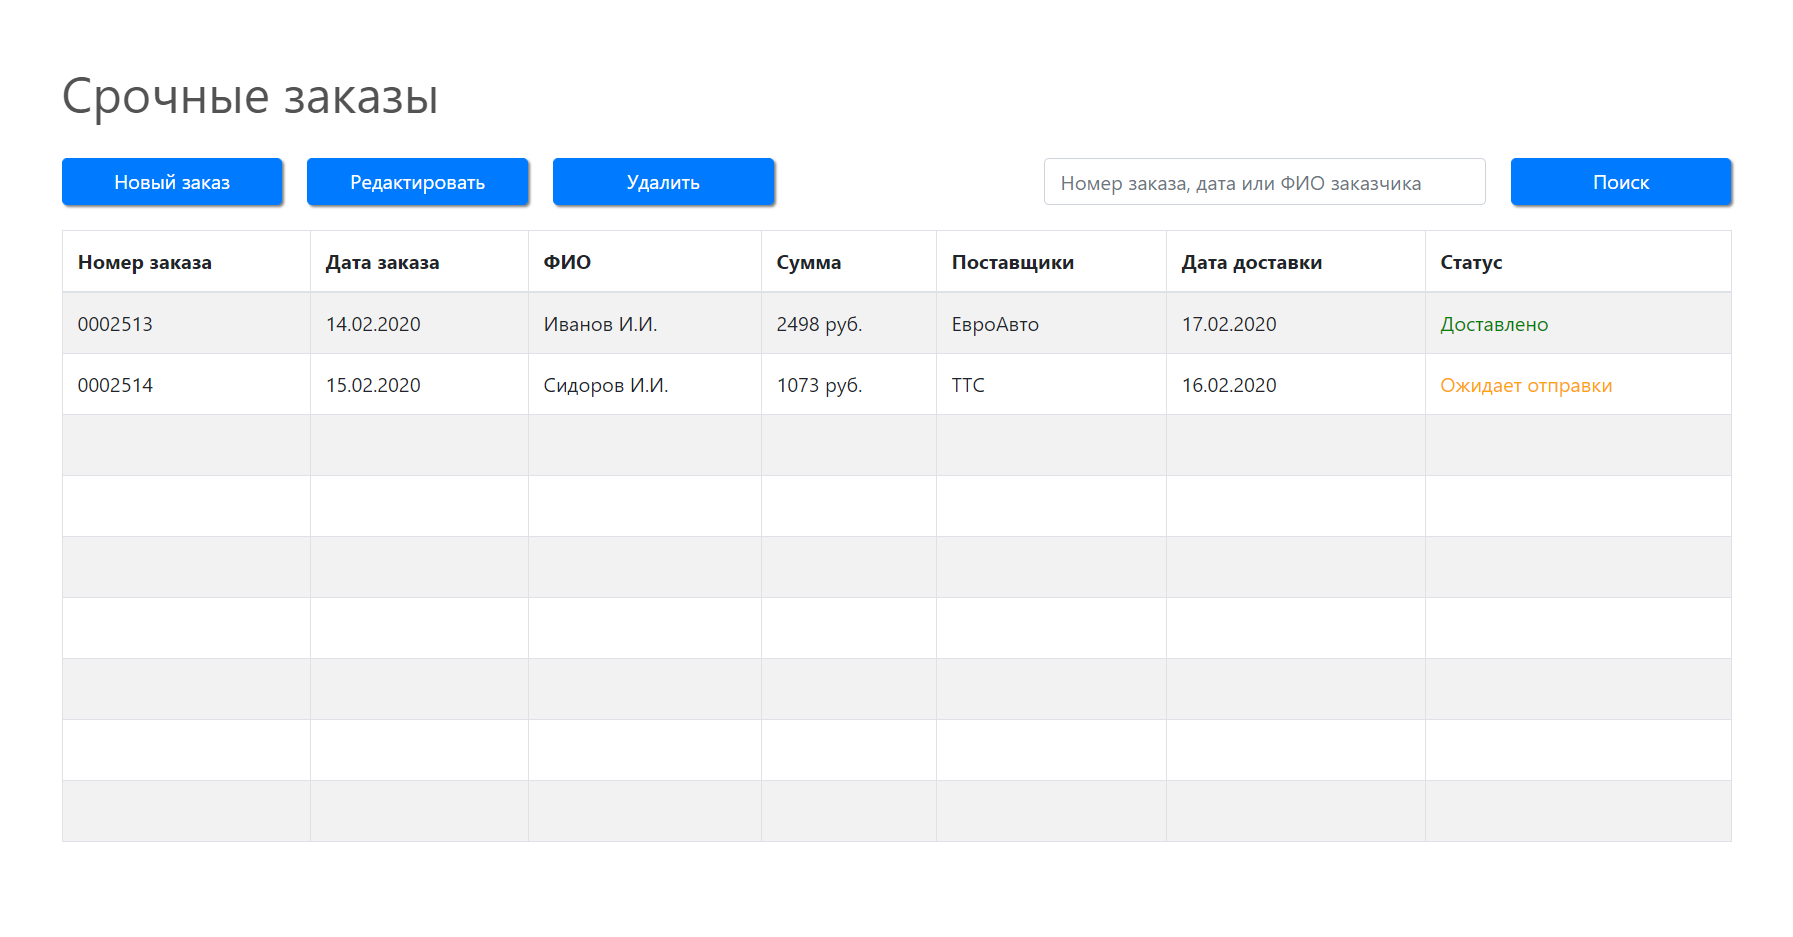 Срочные заказы
Новый заказ Редактировать Удалить Номер заказа, дата или ФИО заказчика Поиск
Номер заказа Дата заказа ФИО Сумма Поставщики Дата доставки Статус
0002513 14.02.2020 Иванов И.И. 2498 руб. ЕвроАвто 17.02.2020 Доставлено
0002514 15.02.2020 Сидоров И.И. 1073 руб. ТТС 16.02.2020 Ожидает отправки